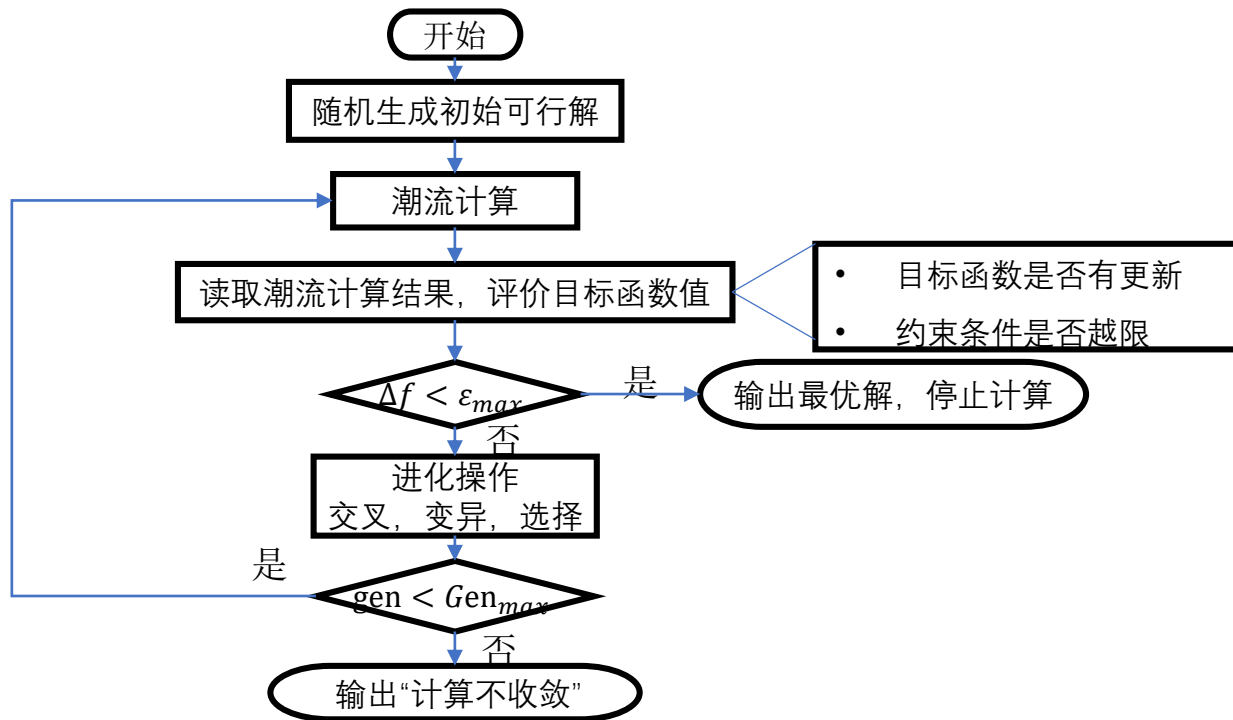 开始
随机生成初始可行解
潮流计算
读取潮流计算结果，评价目标函数值
• 目标函数是否有更新
• 约束条件是否越限
Δf < ε_max
是
输出最优解，停止计算
否
进化操作
交叉，变异，选择
是
gen < Gen_max
否
输出“计算不收敛”